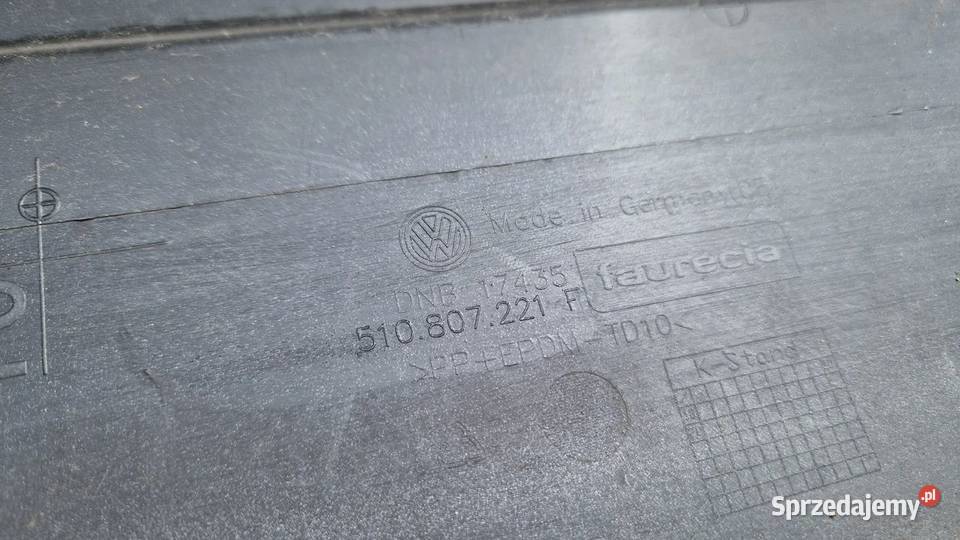 Made in Germany
DNB 17435
faurecia
510.807.221 F
>PP+EPDM-TD10<
K-Stand
Sprzedajemy.pl